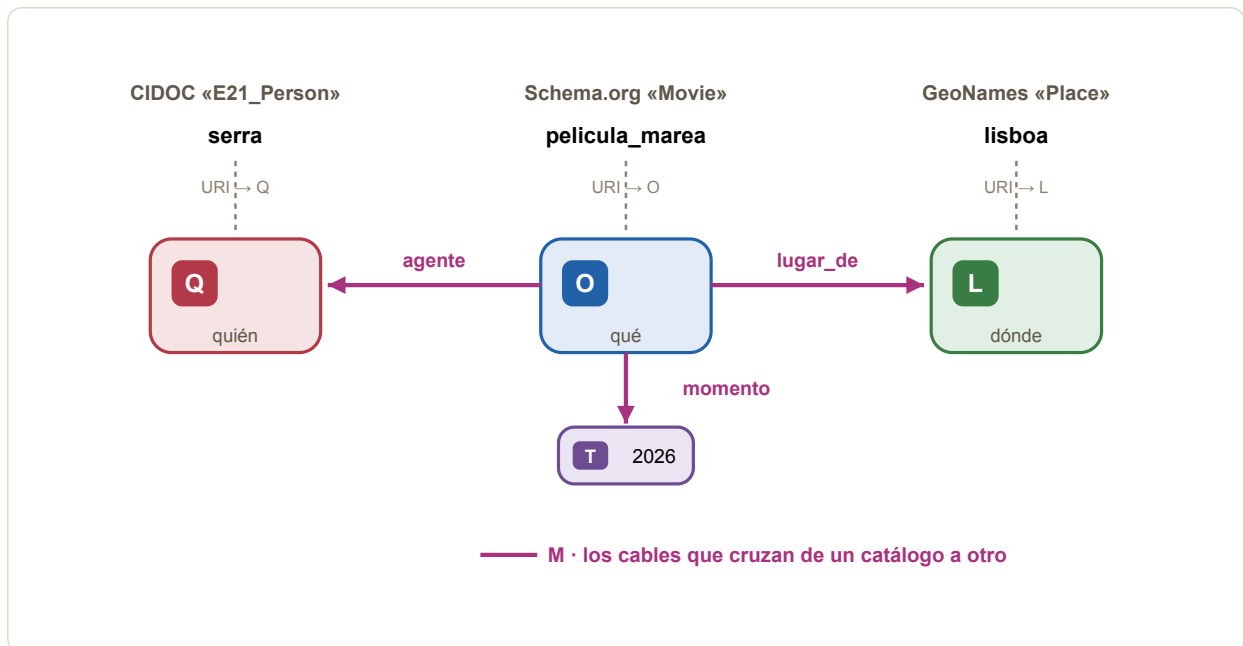 CIDOC «E21_Person» Schema.org «Movie» GeoNames «Place»
serra pelicula_marea lisboa
URI → Q URI → O URI → L
agente lugar_de
Q O L
quién qué dónde
momento
T 2026
M · los cables que cruzan de un catálogo a otro